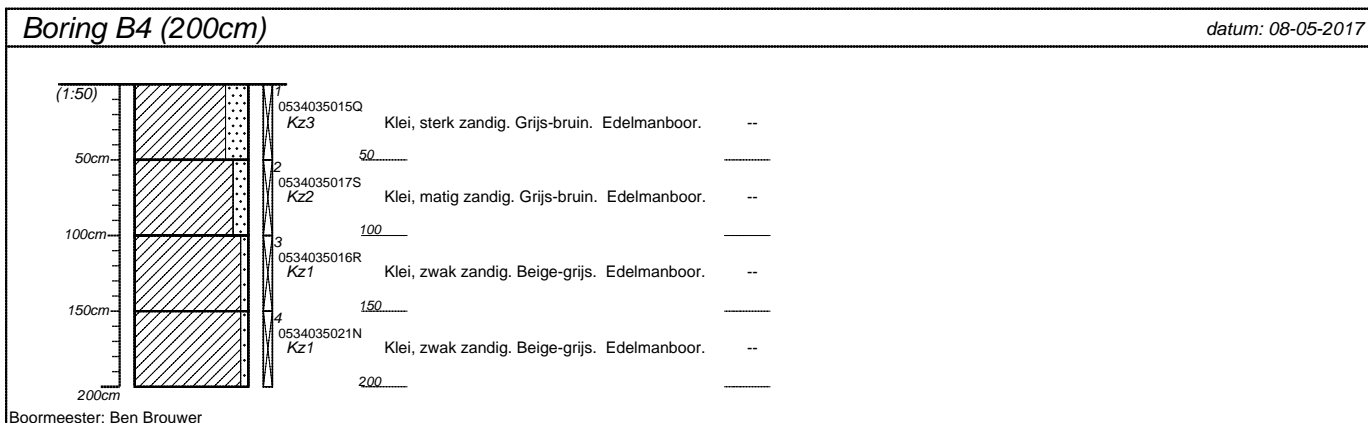 Boring B4 (200cm)
datum: 08-05-2017
(1:50)
1
0534035015Q
Kz3 Klei, sterk zandig. Grijs-bruin. Edelmanboor. --
50cm
50
2
0534035017S
Kz2 Klei, matig zandig. Grijs-bruin. Edelmanboor. --
100cm
100
3
0534035016R
Kz1 Klei, zwak zandig. Beige-grijs. Edelmanboor. --
150cm
150
4
0534035021N
Kz1 Klei, zwak zandig. Beige-grijs. Edelmanboor. --
200cm
200
Boormeester: Ben Brouwer